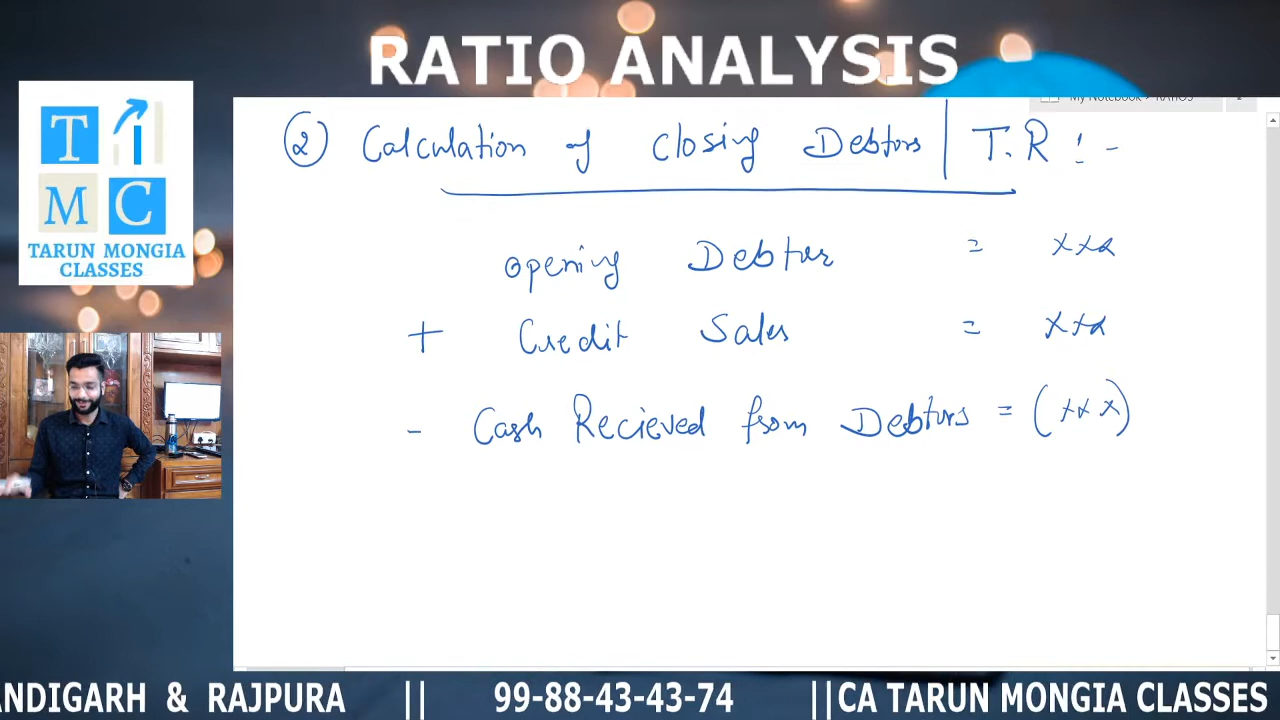 RATIO ANALYSIS
T i
M C
TARUN MONGIA
CLASSES
② Calculation of closing Debtors | T.R :-
opening Debtor = xxx
+ Credit Sales = xxx
- Cash Recieved from Debtors = (xxx)
ANDIGARH & RAJPURA || 99-88-43-43-74 ||CA TARUN MONGIA CLASSES